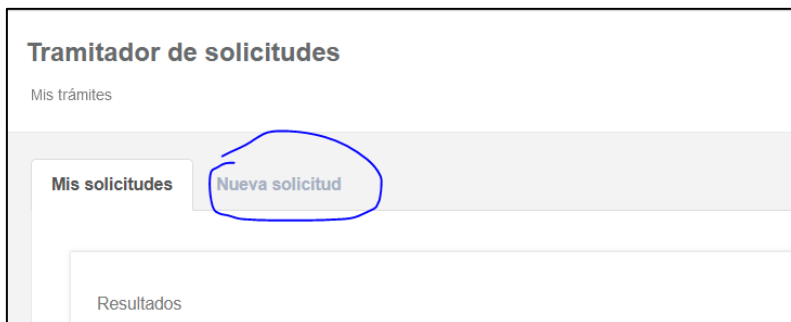 Tramitador de solicitudes
Mis trámites
Mis solicitudes Nueva solicitud
Resultados